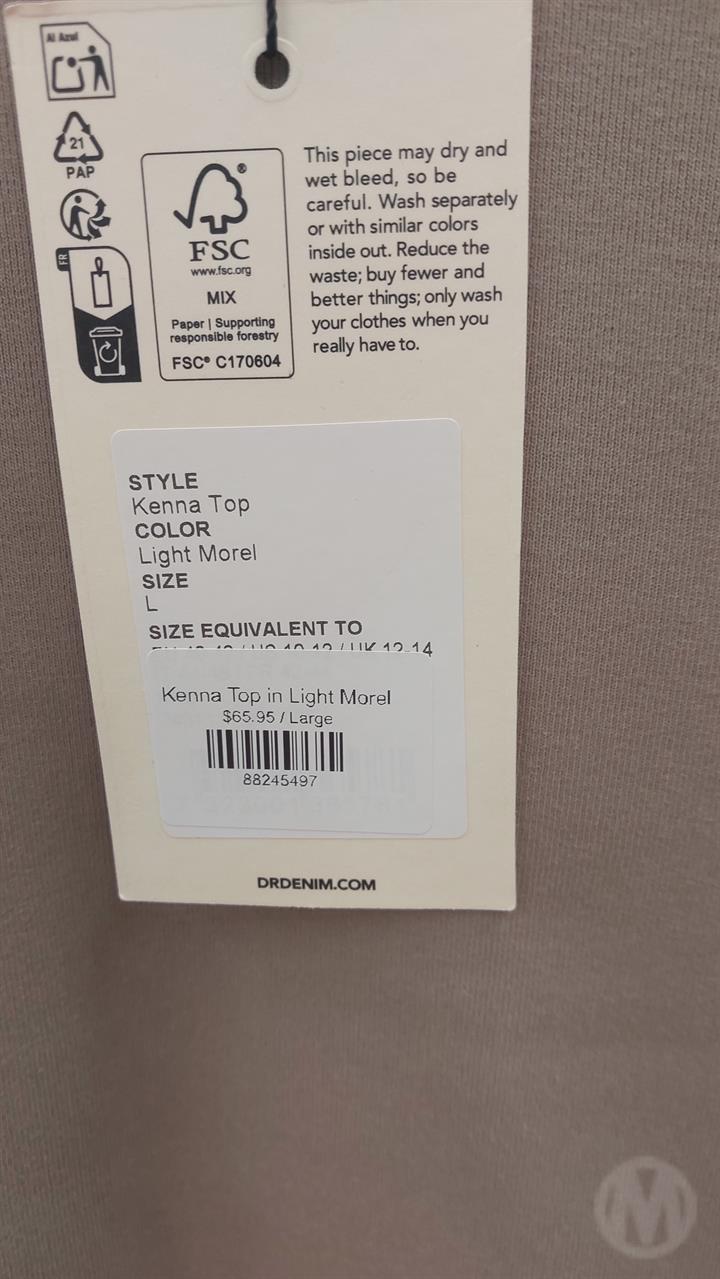 Al Azul
21
PAP
FR
FSC®
www.fsc.org
MIX
Paper | Supporting
responsible forestry
FSC® C170604
This piece may dry and
wet bleed, so be
careful. Wash separately
or with similar colors
inside out. Reduce the
waste; buy fewer and
better things; only wash
your clothes when you
really have to.
STYLE
Kenna Top
COLOR
Light Morel
SIZE
L
SIZE EQUIVALENT TO
UK 12-14
Kenna Top in Light Morel
$65.95 / Large
88245497
DRDENIM.COM
M